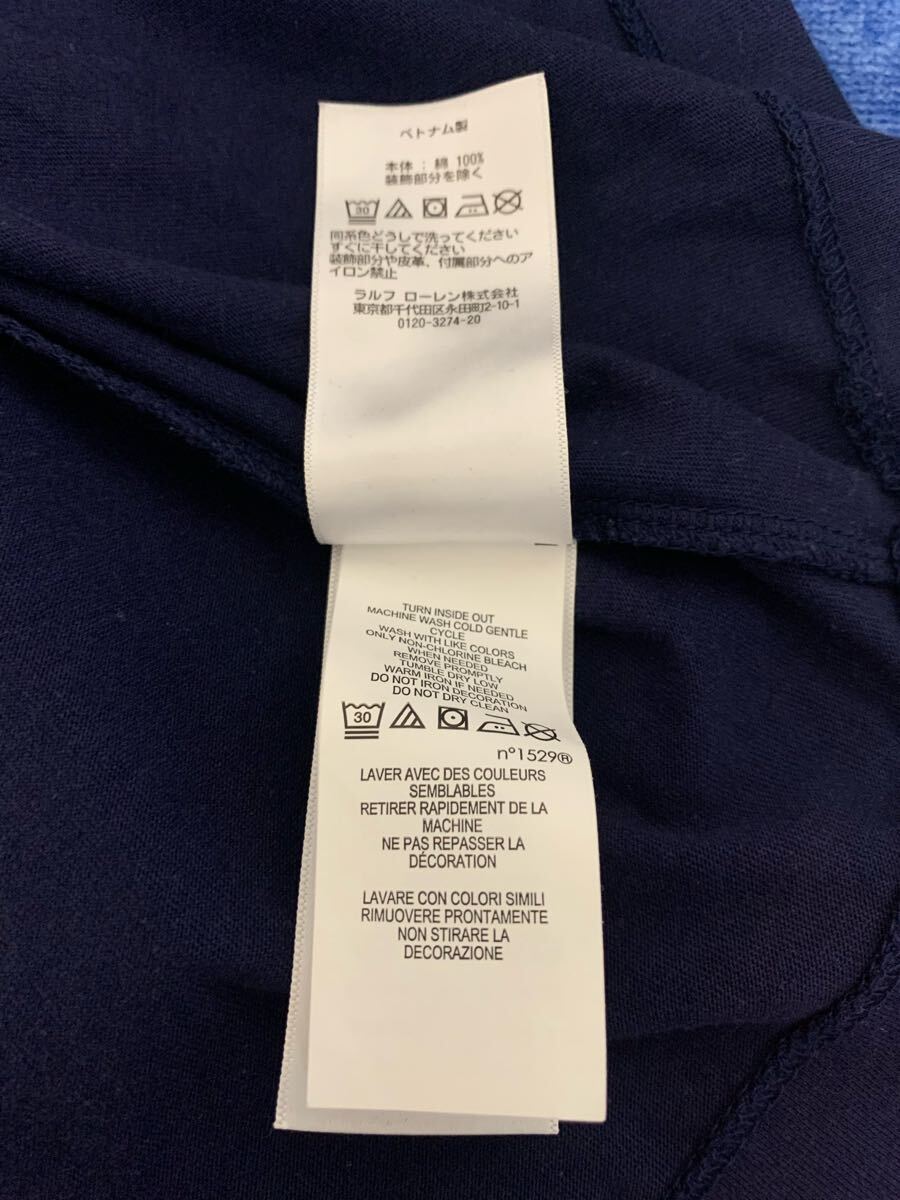 ベトナム製
本体 : 綿 100%
装飾部分を除く
30
同系色どうしで洗ってください
すぐに干してください
装飾部分や皮革、付属部分へのア
イロン禁止
ラルフ ローレン株式会社
東京都千代田区永田町2-10-1
0120-3274-20
TURN INSIDE OUT
MACHINE WASH COLD GENTLE
CYCLE
WASH WITH LIKE COLORS
ONLY NON-CHLORINE BLEACH
WHEN NEEDED
REMOVE PROMPTLY
TUMBLE DRY LOW
WARM IRON IF NEEDED
DO NOT IRON DECORATION
DO NOT DRY CLEAN
30
nº1529®
LAVER AVEC DES COULEURS
SEMBLABLES
RETIRER RAPIDEMENT DE LA
MACHINE
NE PAS REPASSER LA
DÉCORATION
LAVARE CON COLORI SIMILI
RIMUOVERE PRONTAMENTE
NON STIRARE LA
DECORAZIONE